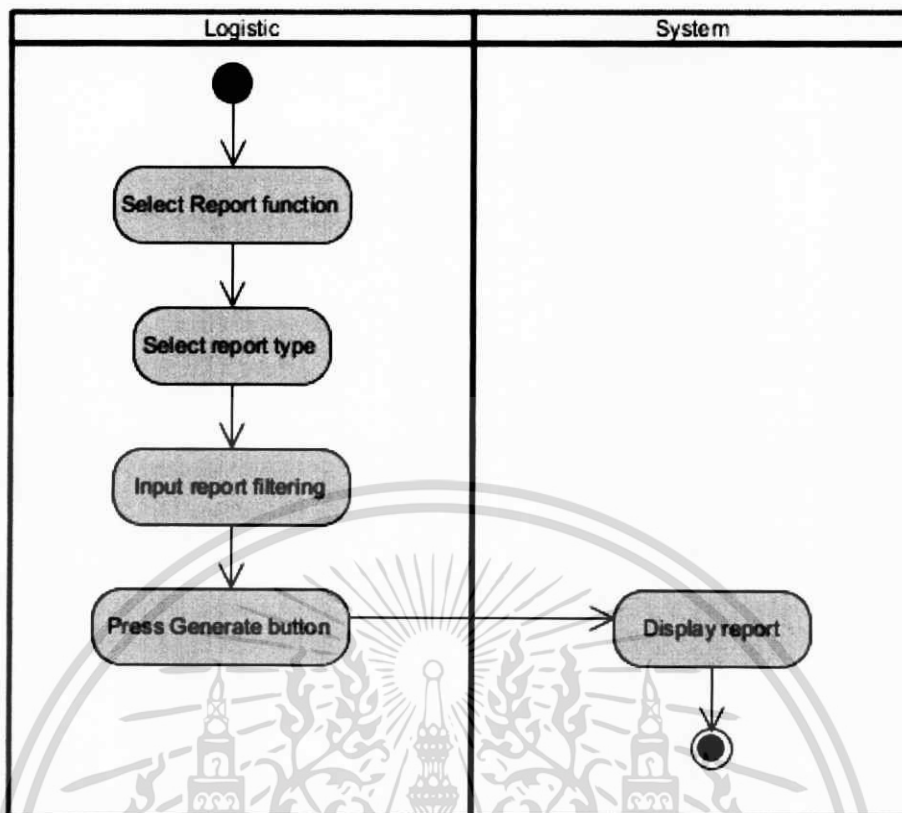 Logistic
System
Select Report function
Select report type
Input report filtering
Press Generate button
Display report